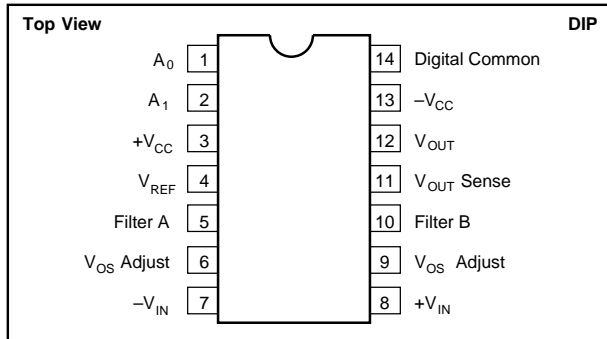 Top View DIP
A0 1 14 Digital Common
A1 2 13 –VCC
+VCC 3 12 VOUT
VREF 4 11 VOUT Sense
Filter A 5 10 Filter B
VOS Adjust 6 9 VOS Adjust
–VIN 7 8 +VIN